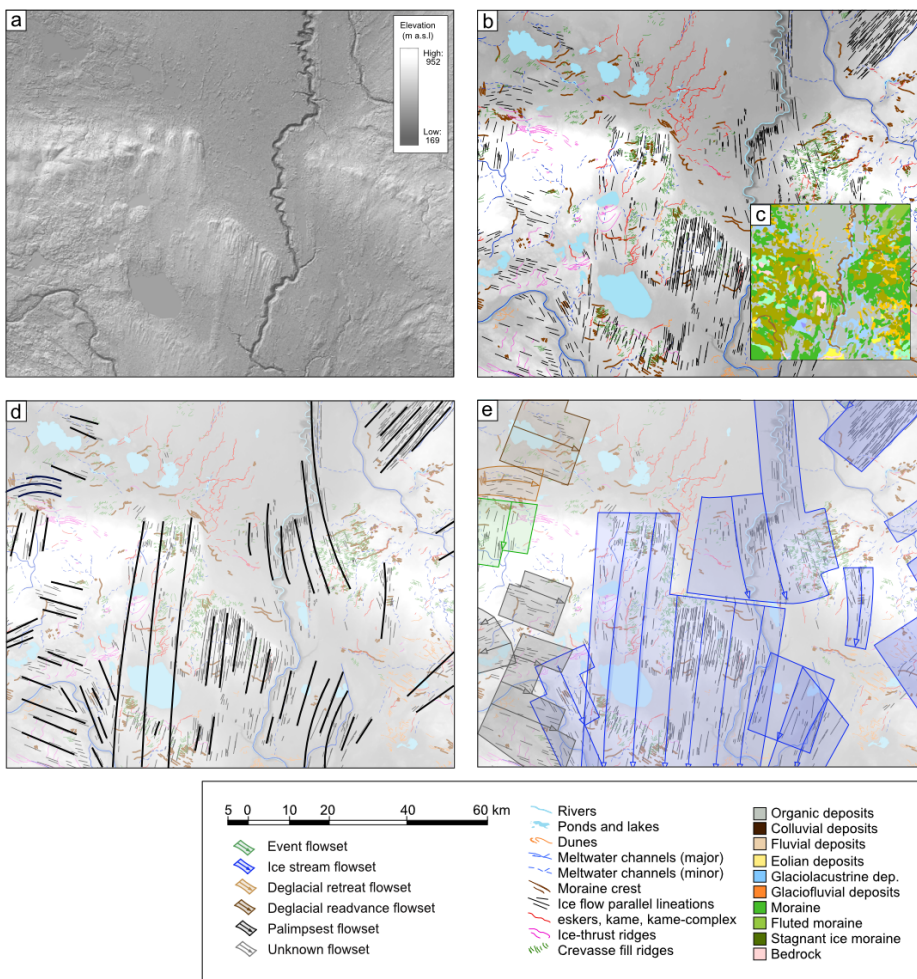 a
Elevation
(m a.s.l)
High:
952
Low:
169
b
c
d
e
5 0 10 20 40 60 km
Event flowset
Ice stream flowset
Deglacial retreat flowset
Deglacial readvance flowset
Palimpsest flowset
Unknown flowset
Rivers
Ponds and lakes
Dunes
Meltwater channels (major)
Meltwater channels (minor)
Moraine crest
Ice flow parallel lineations
eskers, kame, kame-complex
Ice-thrust ridges
Crevasse fill ridges
Organic deposits
Colluvial deposits
Fluvial deposits
Eolian deposits
Glaciolacustrine dep.
Glaciofluvial deposits
Moraine
Fluted moraine
Stagnant ice moraine
Bedrock